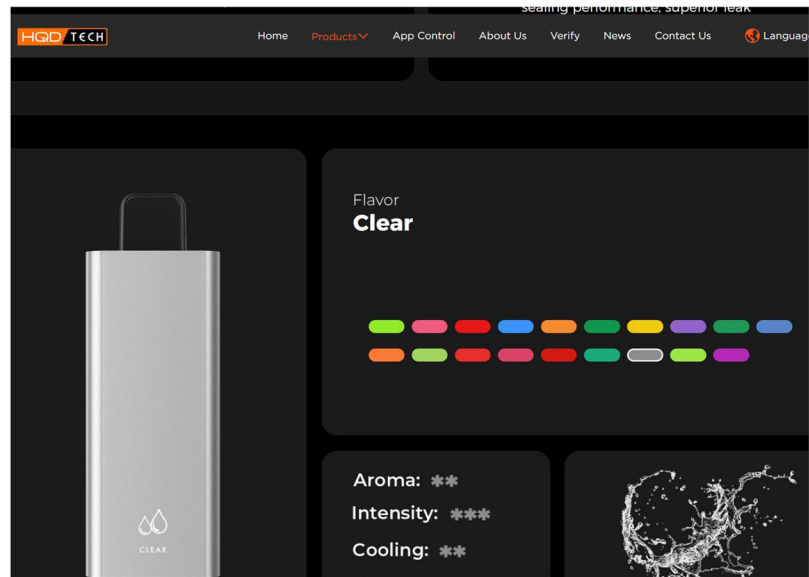 sealing performance, superior leak
HQD TECH
Home Products App Control About Us Verify News Contact Us Language
Flavor
Clear
Aroma: **
Intensity: ***
Cooling: **
CLEAR